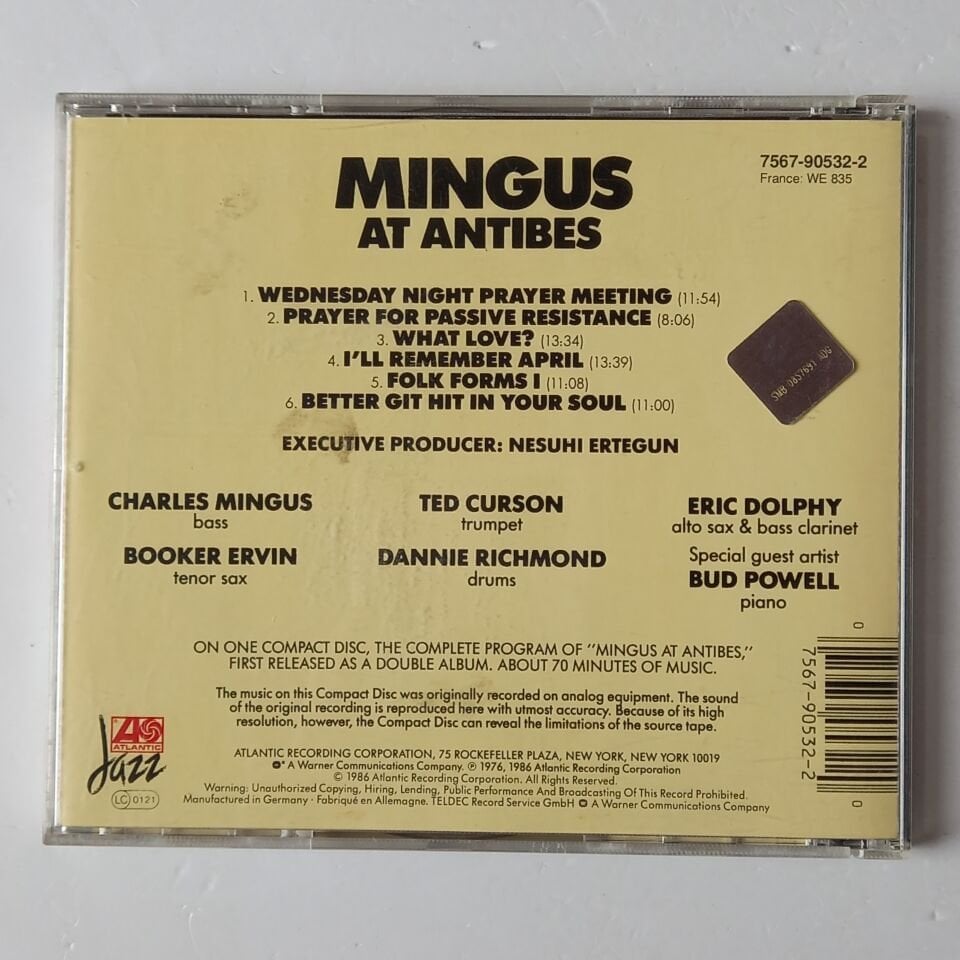 MINGUS
AT ANTIBES
7567-90532-2
France: WE 835
1. WEDNESDAY NIGHT PRAYER MEETING (11:54)
2. PRAYER FOR PASSIVE RESISTANCE (8:06)
3. WHAT LOVE? (13:34)
4. I'LL REMEMBER APRIL (13:39)
5. FOLK FORMS I (11:08)
6. BETTER GIT HIT IN YOUR SOUL (11:00)
SWB 0857691 ADG
EXECUTIVE PRODUCER: NESUHI ERTEGUN
CHARLES MINGUS
bass
TED CURSON
trumpet
ERIC DOLPHY
alto sax & bass clarinet
BOOKER ERVIN
tenor sax
DANNIE RICHMOND
drums
Special guest artist
BUD POWELL
piano
ON ONE COMPACT DISC, THE COMPLETE PROGRAM OF "MINGUS AT ANTIBES,"
FIRST RELEASED AS A DOUBLE ALBUM. ABOUT 70 MINUTES OF MUSIC.
The music on this Compact Disc was originally recorded on analog equipment. The sound
of the original recording is reproduced here with utmost accuracy. Because of its high
resolution, however, the Compact Disc can reveal the limitations of the source tape.
ATLANTIC
Jazz
LC 0121
ATLANTIC RECORDING CORPORATION, 75 ROCKEFELLER PLAZA, NEW YORK, NEW YORK 10019
A Warner Communications Company. ℗ 1976, 1986 Atlantic Recording Corporation
© 1986 Atlantic Recording Corporation. All Rights Reserved.
Warning: Unauthorized Copying, Hiring, Lending, Public Performance And Broadcasting Of This Record Prohibited.
Manufactured in Germany · Fabriqué en Allemagne. TELDEC Record Service GmbH A Warner Communications Company
0 7567-90532-2 0